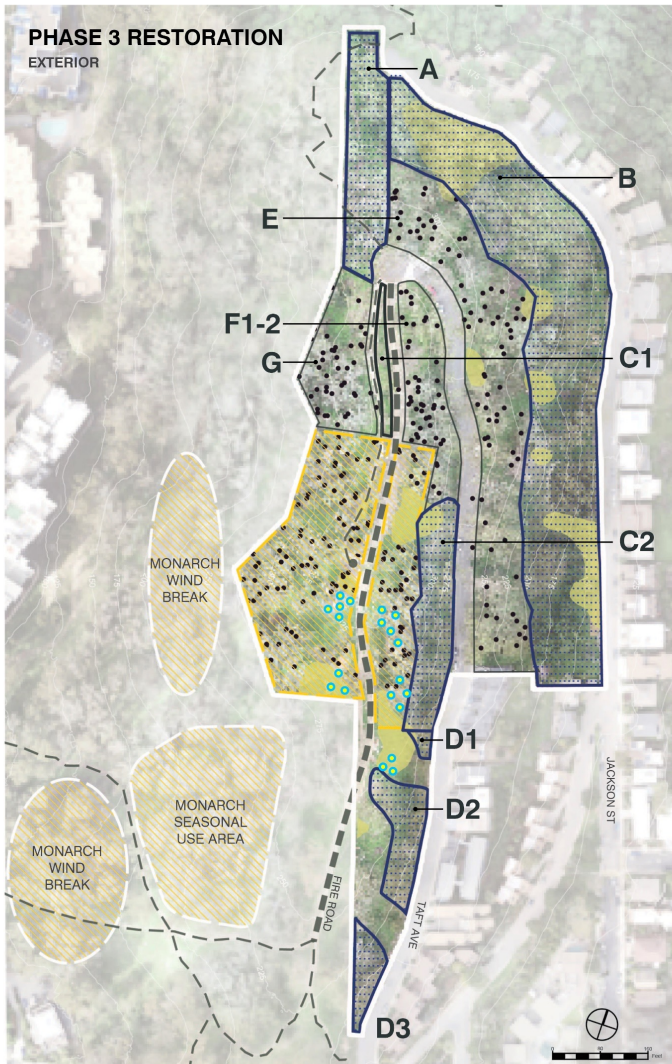 PHASE 3 RESTORATION
EXTERIOR
A
B
E
F1-2
G
C1
C2
MONARCH
WIND
BREAK
D1
MONARCH
SEASONAL
USE AREA
D2
JACKSON ST
MONARCH
WIND
BREAK
FIRE ROAD
TAFT AVE
D3